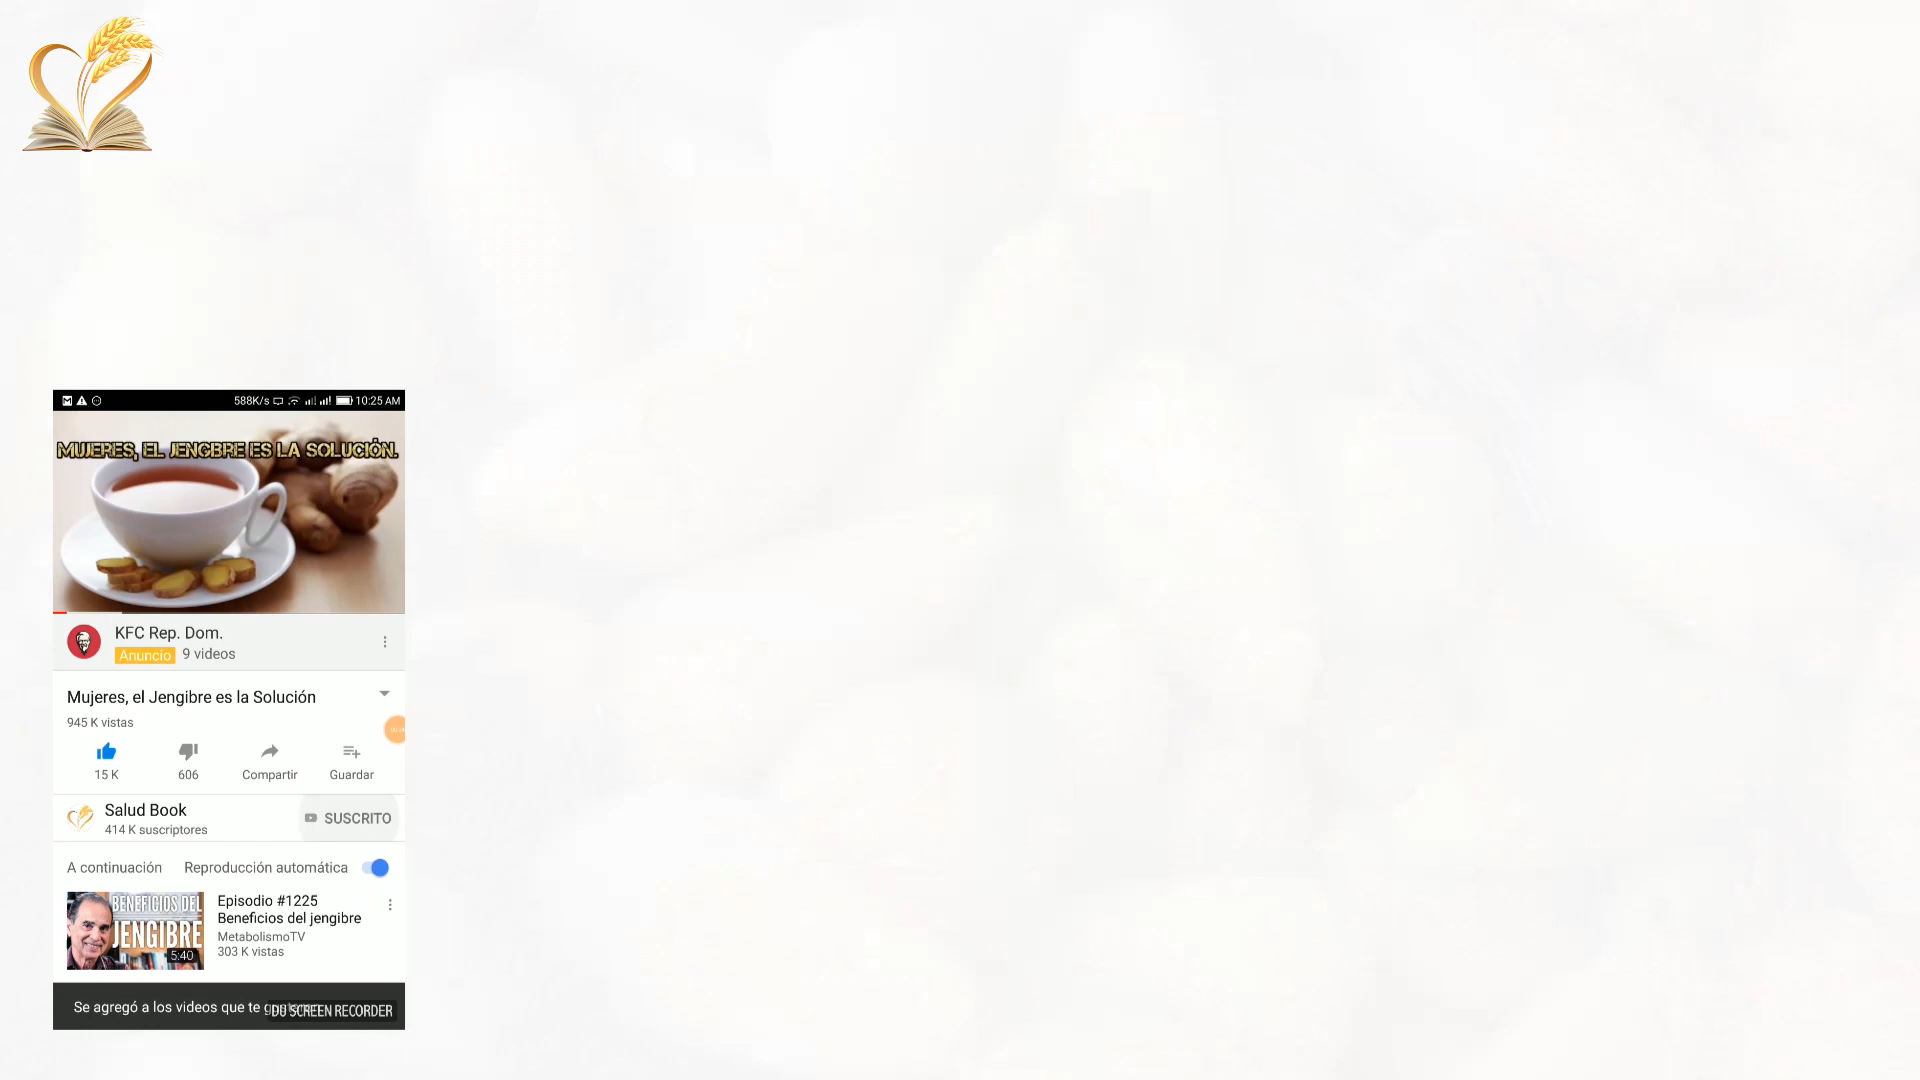 588K/s 10:25 AM
MUJERES, EL JENGBRE ES LA SOLUCIÓN.
KFC Rep. Dom.
Anuncio 9 videos
Mujeres, el Jengibre es la Solución
945 K vistas
15 K 606 Compartir Guardar
Salud Book
SUSCRITO
414 K suscriptores
A continuación Reproducción automática
BENEFICIOS DEL
JENGIBRE
5:40
Episodio #1225
Beneficios del jengibre
MetabolismoTV
303 K vistas
Se agregó a los videos que te
DU SCREEN RECORDER